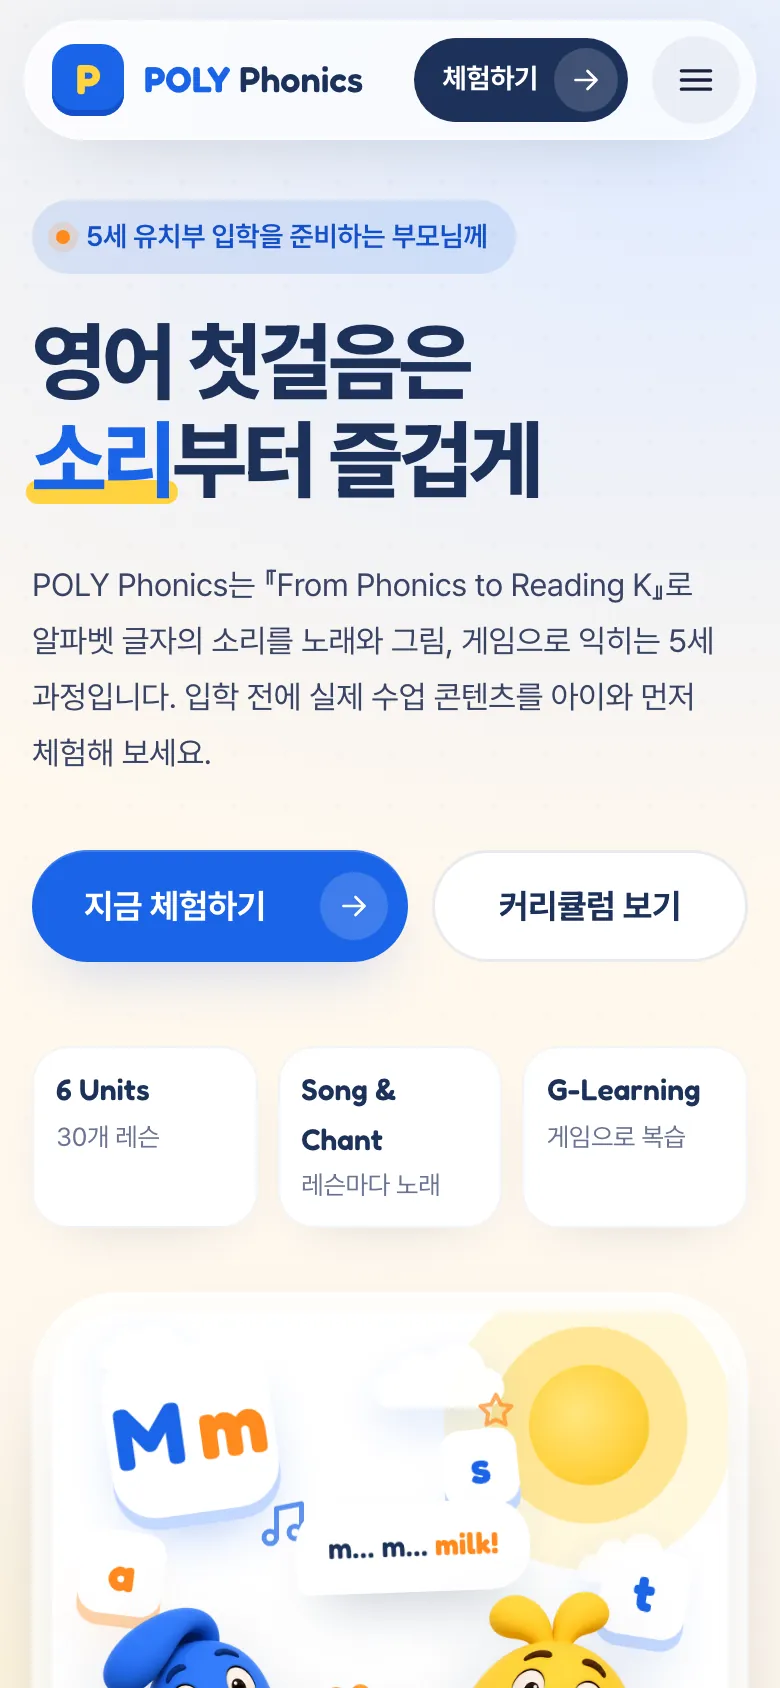 P
POLY Phonics
체험하기
5세 유치부 입학을 준비하는 부모님께
영어 첫걸음은
소리부터 즐겁게
POLY Phonics는 『From Phonics to Reading K』로
알파벳 글자의 소리를 노래와 그림, 게임으로 익히는 5세
과정입니다. 입학 전에 실제 수업 콘텐츠를 아이와 먼저
체험해 보세요.
지금 체험하기
커리큘럼 보기
6 Units
30개 레슨
Song &
Chant
레슨마다 노래
G-Learning
게임으로 복습
Mm
s
m... m... milk!
a
t